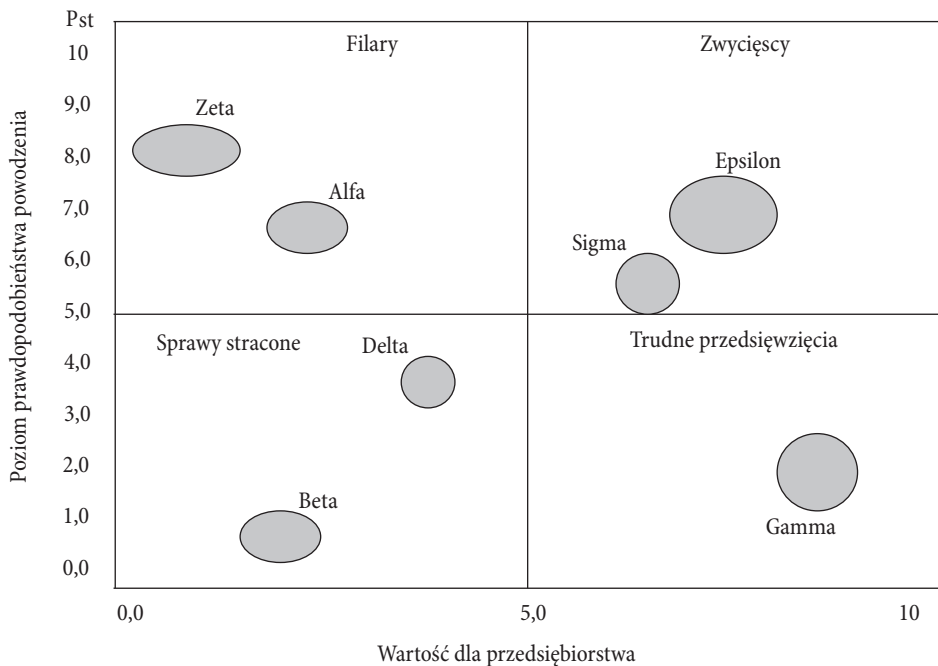 Pst
10
9,0
8,0
7,0
6,0
5,0
4,0
3,0
2,0
1,0
0,0
Poziom prawdopodobieństwa powodzenia
Filary
Zwycięscy
Zeta
Alfa
Epsilon
Sigma
Sprawy stracone
Delta
Trudne przedsięwzięcia
Beta
Gamma
0,0
5,0
10
Wartość dla przedsiębiorstwa